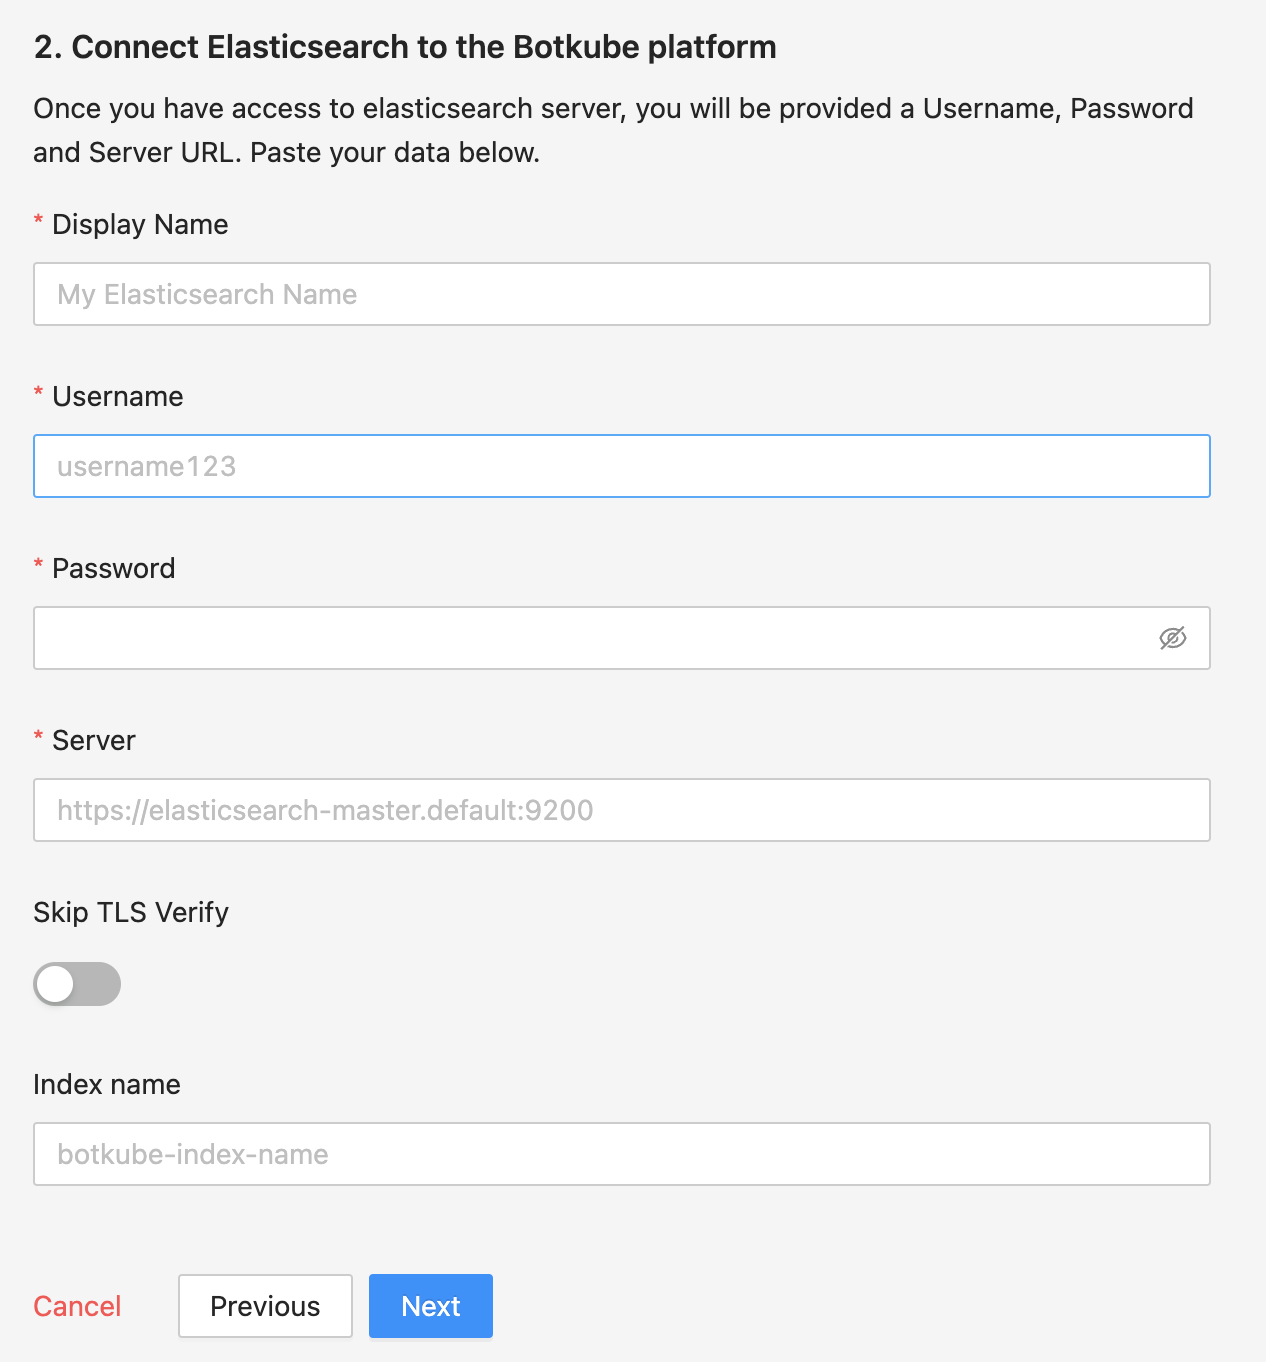 2. Connect Elasticsearch to the Botkube platform
Once you have access to elasticsearch server, you will be provided a Username, Password
and Server URL. Paste your data below.
* Display Name
My Elasticsearch Name
* Username
username123
* Password
* Server
https://elasticsearch-master.default:9200
Skip TLS Verify
Index name
botkube-index-name
Cancel Previous Next